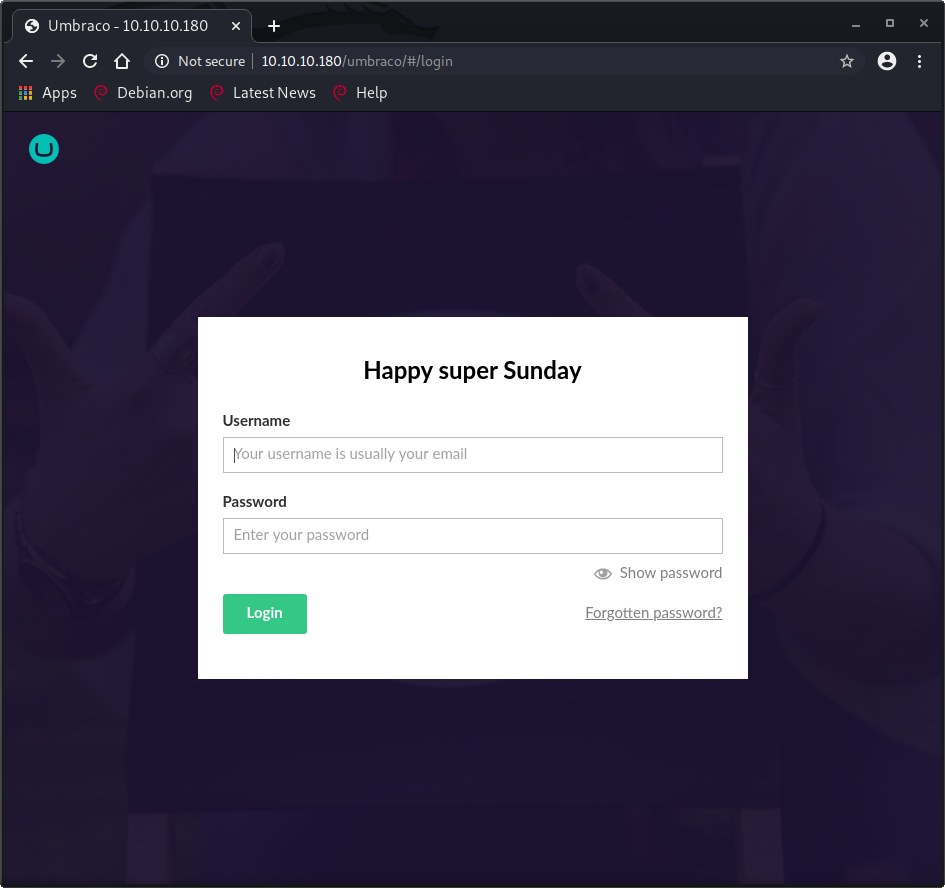 Umbraco - 10.10.10.180
Not secure 10.10.10.180/umbraco/#/login
Apps Debian.org Latest News Help
Happy super Sunday
Username
Your username is usually your email
Password
Enter your password
Show password
Login Forgotten password?